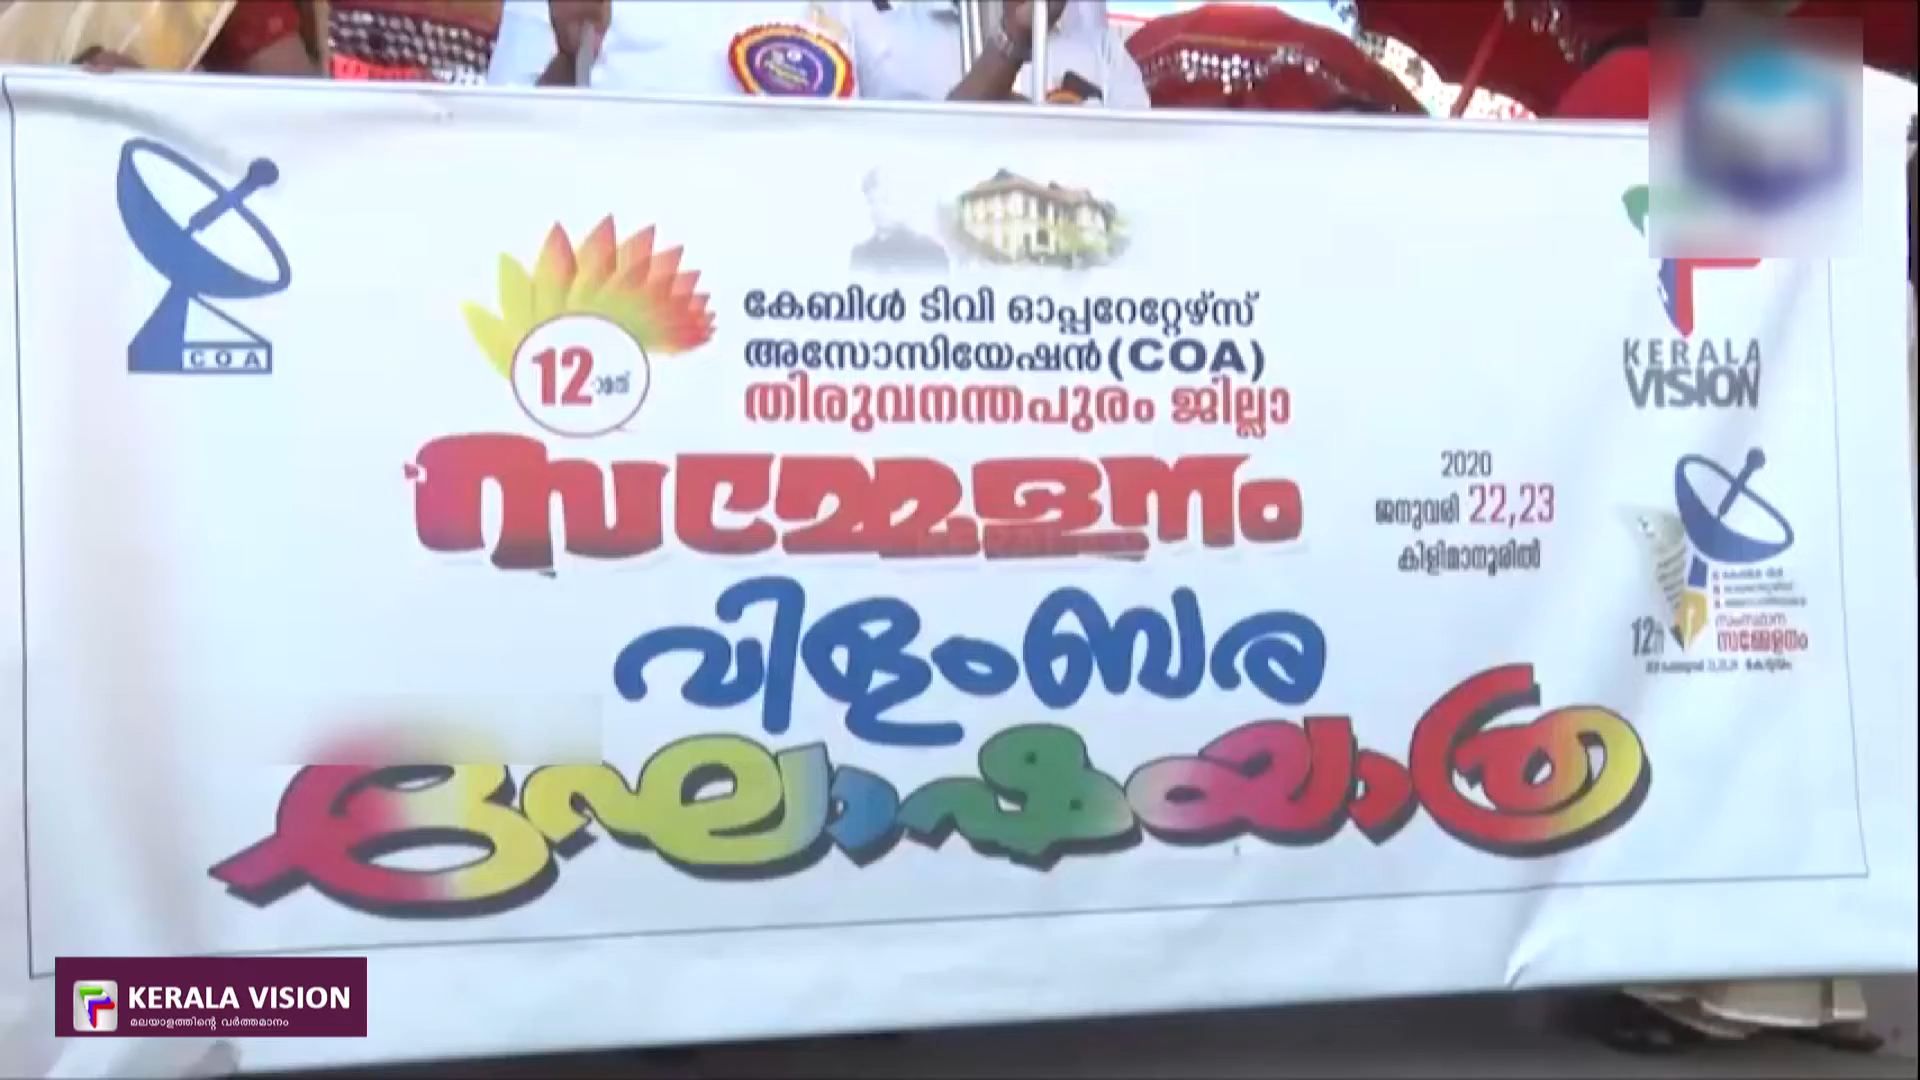 COA
12-ാമത്
കേബിൾ ടിവി ഓപ്പറേറ്റേഴ്സ്
അസോസിയേഷൻ (COA)
തിരുവനന്തപുരം ജില്ലാ
സമ്മേളനം
വിളംബര
ഘോഷയാത്ര
KERALA
VISION
2020
ജനുവരി 22,23
കിളിമാനൂരിൽ
സംസ്ഥാന
സമ്മേളനം
KERALA VISION
മലയാളത്തിന്റെ വർത്തമാനം